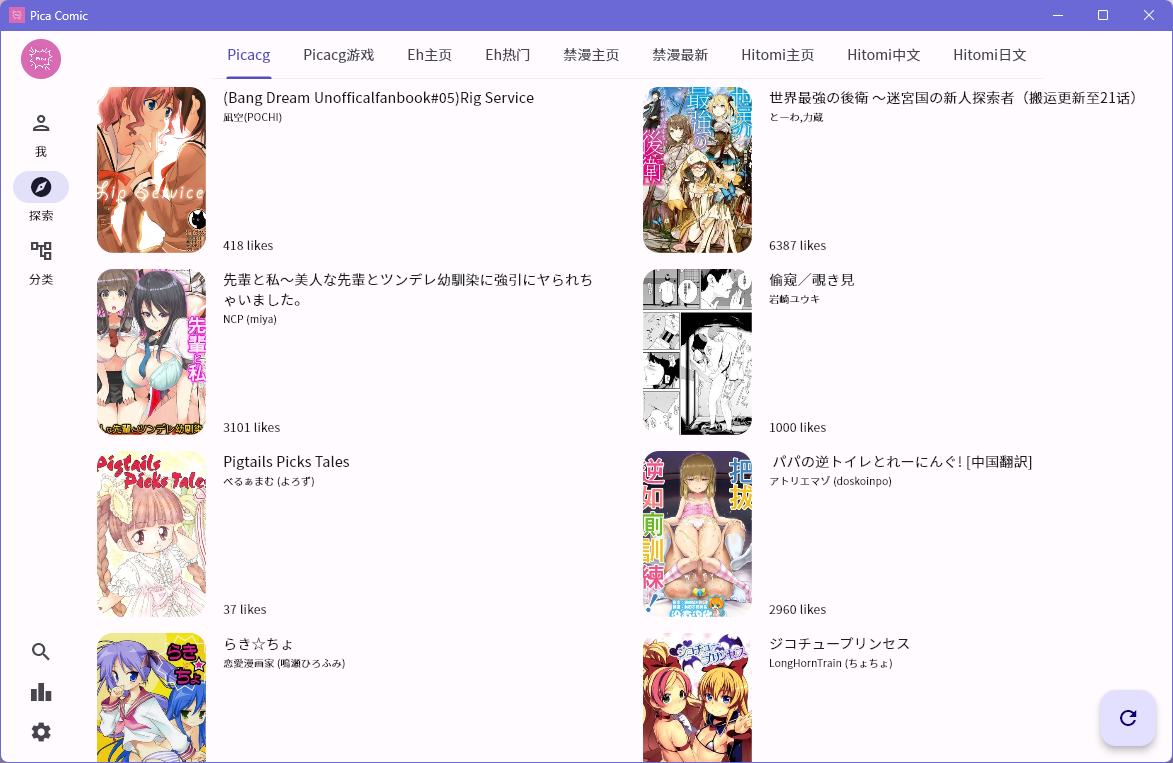 Pica Comic
Picacg
Picacg游戏
Eh主页
Eh热门
禁漫主页
禁漫最新
Hitomi主页
Hitomi中文
Hitomi日文
我
探索
分类
(Bang Dream Unofficalfanbook#05)Rig Service
凪空(POCHI)
418 likes
世界最強の後衛 ～迷宮国の新人探索者（搬运更新至21话）
とーわ,力蔵
6387 likes
先輩と私～美人な先輩とツンデレ幼馴染に強引にヤられち
ゃいました。
NCP (miya)
3101 likes
偷窥／覗き見
岩崎ユウキ
1000 likes
Pigtails Picks Tales
べるぁまむ (よろず)
37 likes
パパの逆トイレとれーにんぐ! [中国翻訳]
アトリエマゾ (doskoinpo)
2960 likes
らき☆ちょ
恋愛漫画家 (鳴瀬ひろふみ)
ジコチュープリンセス
LongHornTrain (ちょちょ)